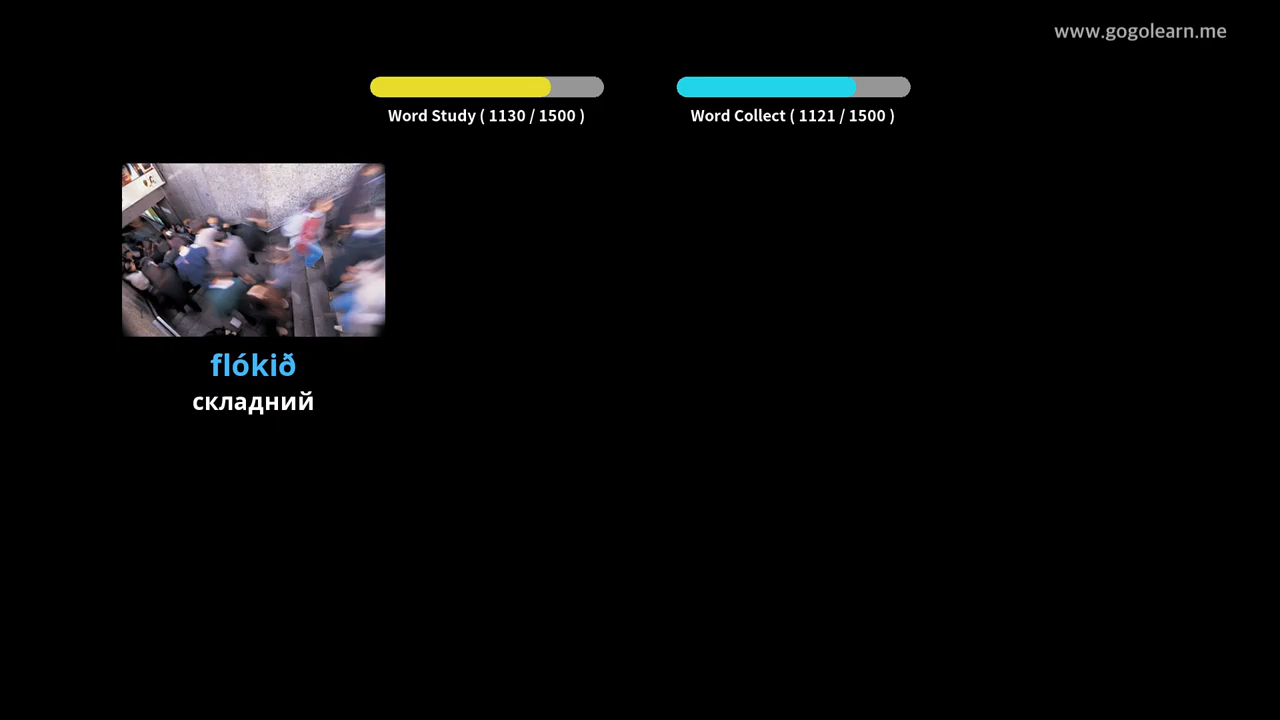 www.gogolearn.me
Word Study ( 1130 / 1500 )
Word Collect ( 1121 / 1500 )
flókið
складний